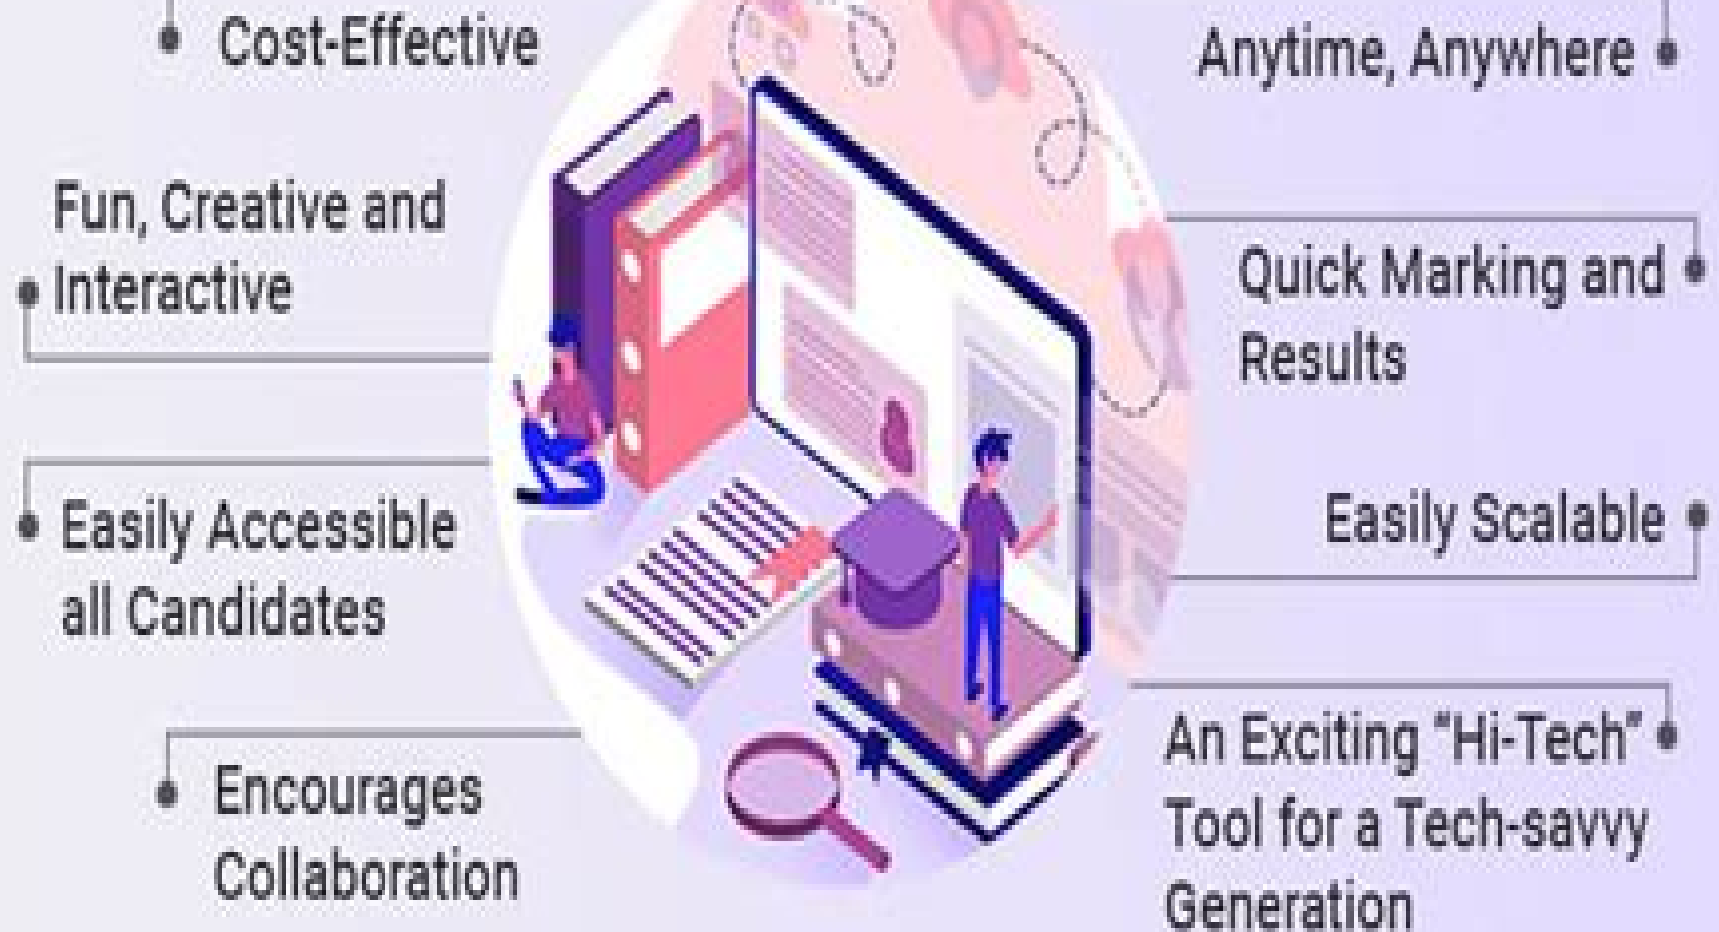 Cost-Effective
Fun, Creative and
Interactive
Easily Accessible
all Candidates
Encourages
Collaboration
Anytime, Anywhere
Quick Marking and
Results
Easily Scalable
An Exciting “Hi-Tech”
Tool for a Tech-savvy
Generation